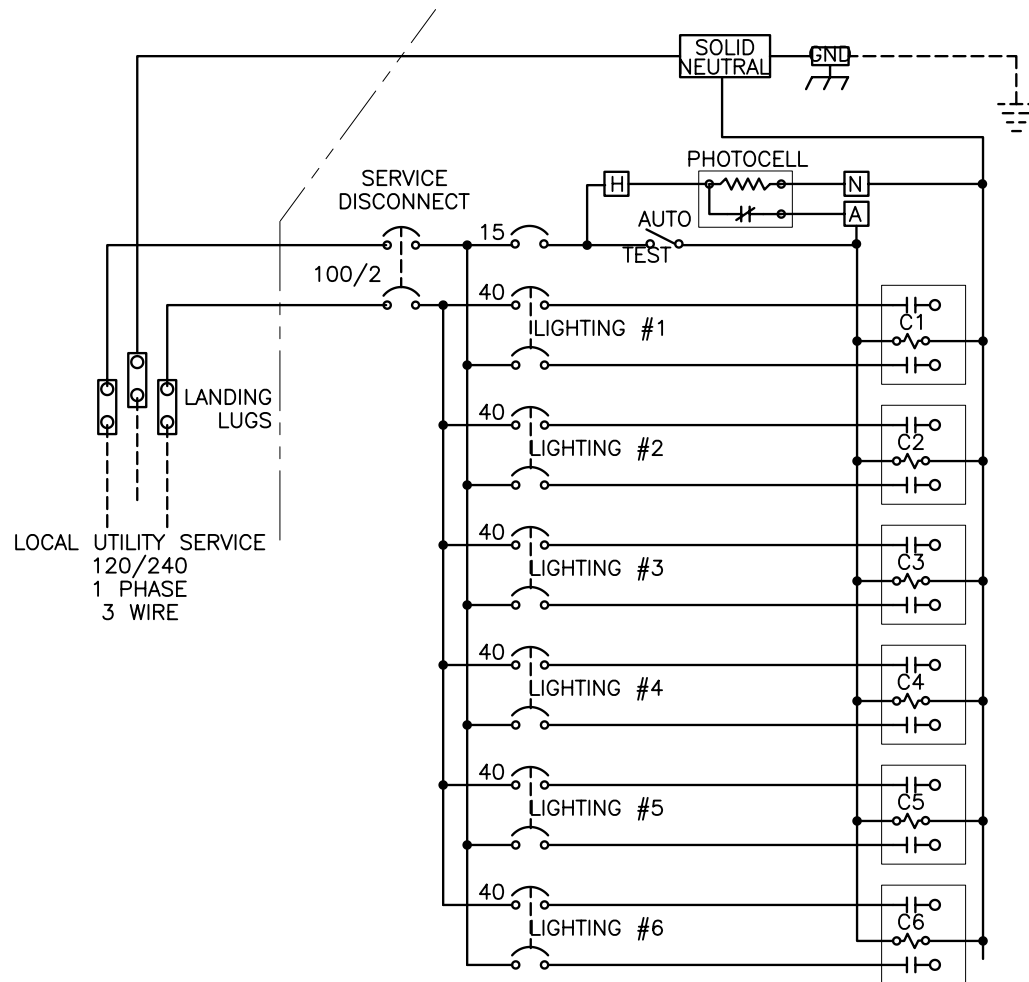 SOLID
NEUTRAL
GND
PHOTOCELL
SERVICE
DISCONNECT
H
N
A
AUTO
15
TEST
100/2
40
LIGHTING #1
C1
LANDING
LUGS
40
LIGHTING #2
C2
LOCAL UTILITY SERVICE
120/240
1 PHASE
3 WIRE
40
LIGHTING #3
C3
40
LIGHTING #4
C4
40
LIGHTING #5
C5
40
LIGHTING #6
C6